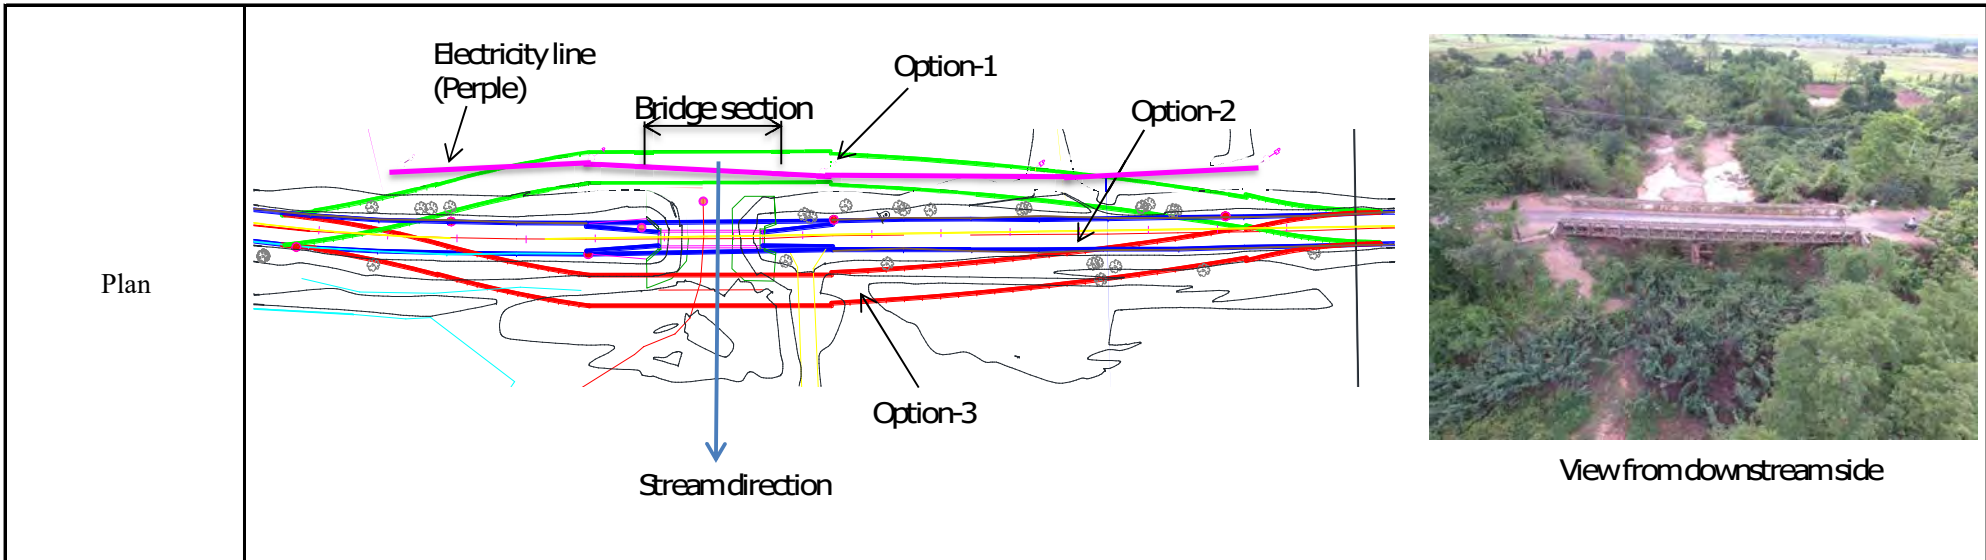 Plan
Electricity line
(Perple)
Bridge section
Option-1
Option-2
Option-3
Stream direction
View from downstream side